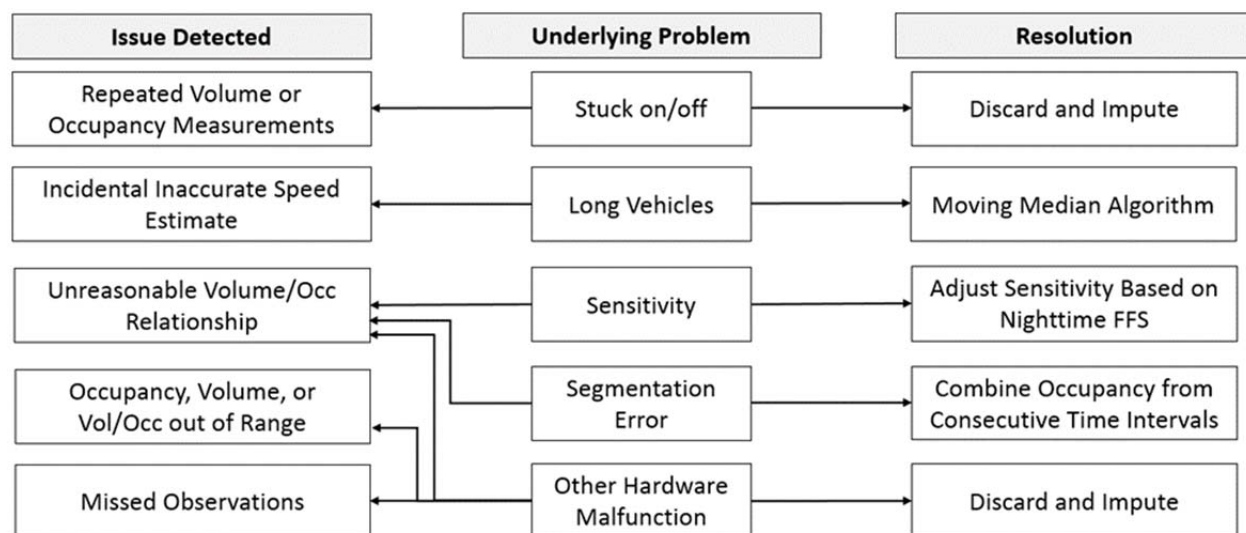 Issue Detected
Underlying Problem
Resolution
Repeated Volume or
Occupancy Measurements
Stuck on/off
Discard and Impute
Incidental Inaccurate Speed
Estimate
Long Vehicles
Moving Median Algorithm
Unreasonable Volume/Occ
Relationship
Sensitivity
Adjust Sensitivity Based on
Nighttime FFS
Occupancy, Volume, or
Vol/Occ out of Range
Segmentation
Error
Combine Occupancy from
Consecutive Time Intervals
Missed Observations
Other Hardware
Malfunction
Discard and Impute